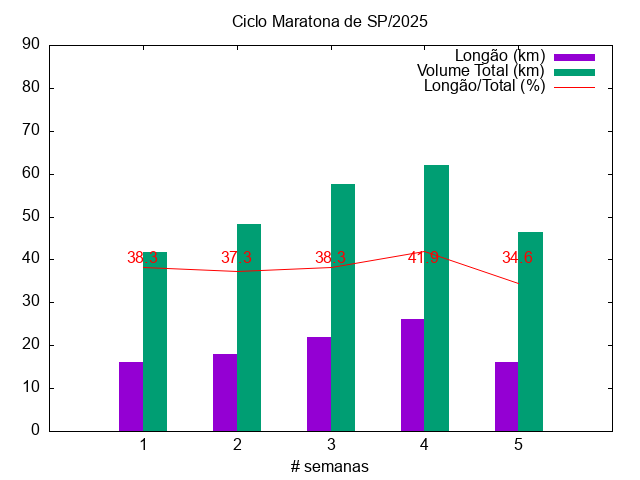 Ciclo Maratona de SP/2025
90
80
70
60
50
40
30
20
10
0
Longão (km)
Volume Total (km)
Longão/Total (%)
38.3 37.3 38.3 41.9 34.6
1 2 3 4 5
# semanas